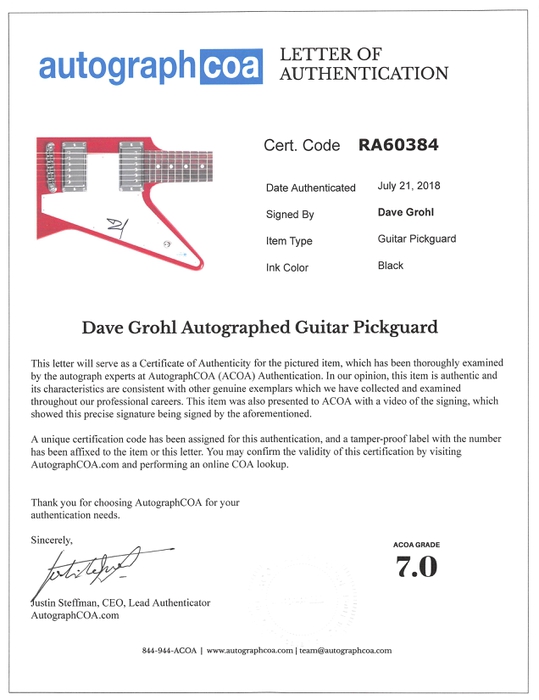 autographcoa
LETTER OF
AUTHENTICATION
Cert. Code RA60384
Date Authenticated July 21, 2018
Signed By Dave Grohl
Item Type Guitar Pickguard
Ink Color Black
Dave Grohl Autographed Guitar Pickguard
This letter will serve as a Certificate of Authenticity for the pictured item, which has been thoroughly examined
by the autograph experts at AutographCOA (ACOA) Authentication. In our opinion, this item is authentic and
its characteristics are consistent with other genuine exemplars which we have collected and examined
throughout our professional careers. This item was also presented to ACOA with a video of the signing, which
showed this precise signature being signed by the aforementioned.
A unique certification code has been assigned for this authentication, and a tamper-proof label with the number
has been affixed to the item or this letter. You may confirm the validity of this certification by visiting
AutographCOA.com and performing an online COA lookup.
Thank you for choosing AutographCOA for your
authentication needs.
Sincerely,
ACOA GRADE
7.0
Justin Steffman, CEO, Lead Authenticator
AutographCOA.com
844-944-ACOA | www.autographcoa.com | team@autographcoa.com